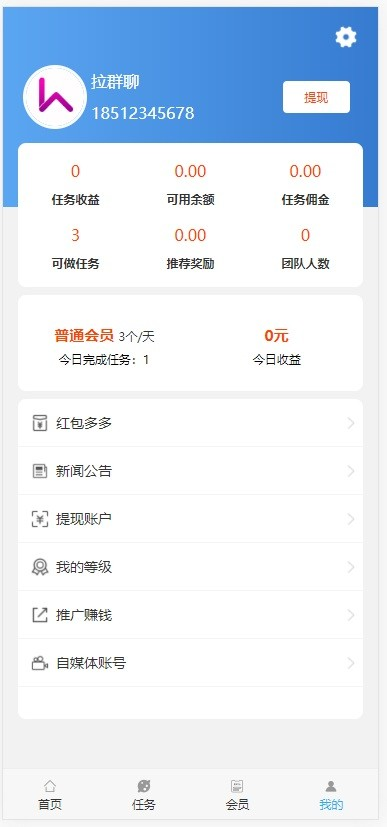 拉群聊
18512345678
提现
0 0.00 0.00
任务收益 可用余额 任务佣金
3 0.00 0
可做任务 推荐奖励 团队人数
普通会员 3个/天 0元
今日完成任务：1 今日收益
红包多多
新闻公告
提现账户
我的等级
推广赚钱
自媒体账号
首页 任务 会员 我的